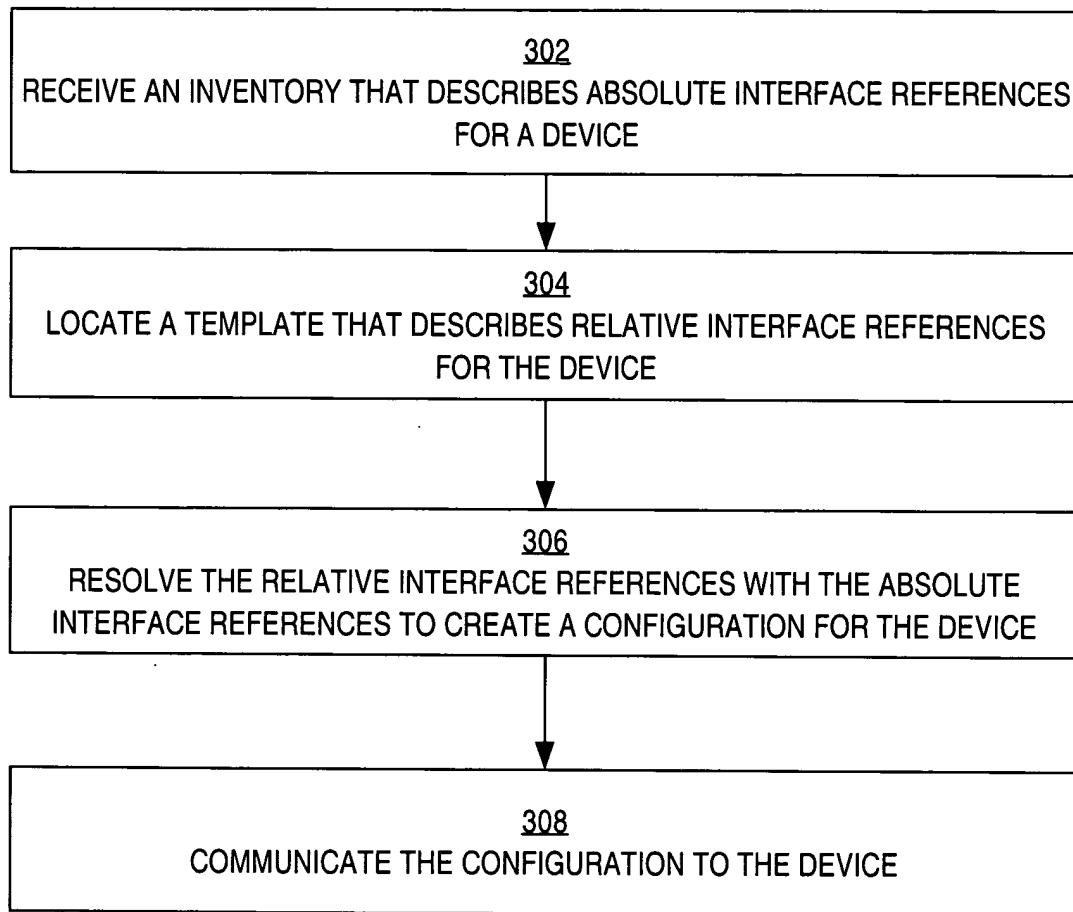 302
RECEIVE AN INVENTORY THAT DESCRIBES ABSOLUTE INTERFACE REFERENCES
FOR A DEVICE
304
LOCATE A TEMPLATE THAT DESCRIBES RELATIVE INTERFACE REFERENCES
FOR THE DEVICE
306
RESOLVE THE RELATIVE INTERFACE REFERENCES WITH THE ABSOLUTE
INTERFACE REFERENCES TO CREATE A CONFIGURATION FOR THE DEVICE
308
COMMUNICATE THE CONFIGURATION TO THE DEVICE